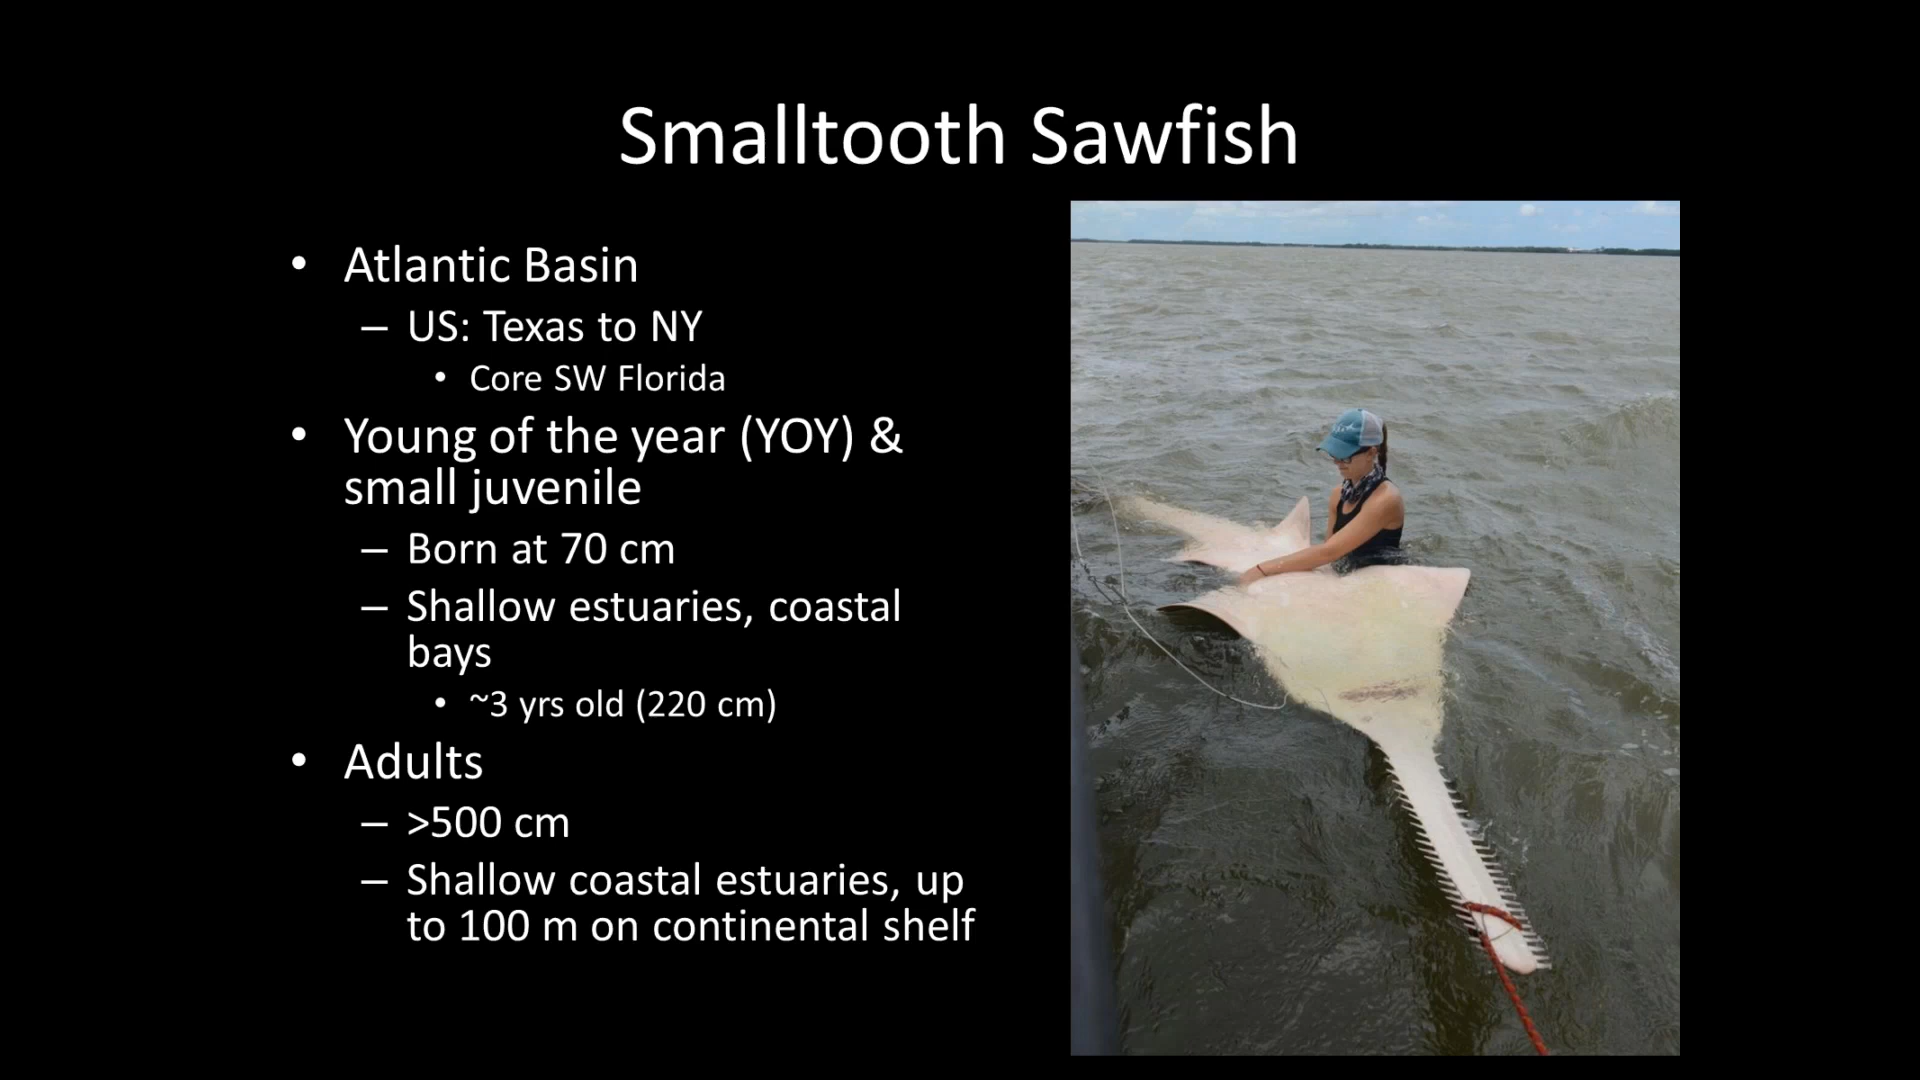 Smalltooth Sawfish
• Atlantic Basin
– US: Texas to NY
• Core SW Florida
• Young of the year (YOY) &
small juvenile
– Born at 70 cm
– Shallow estuaries, coastal
bays
• ~3 yrs old (220 cm)
• Adults
– >500 cm
– Shallow coastal estuaries, up
to 100 m on continental shelf